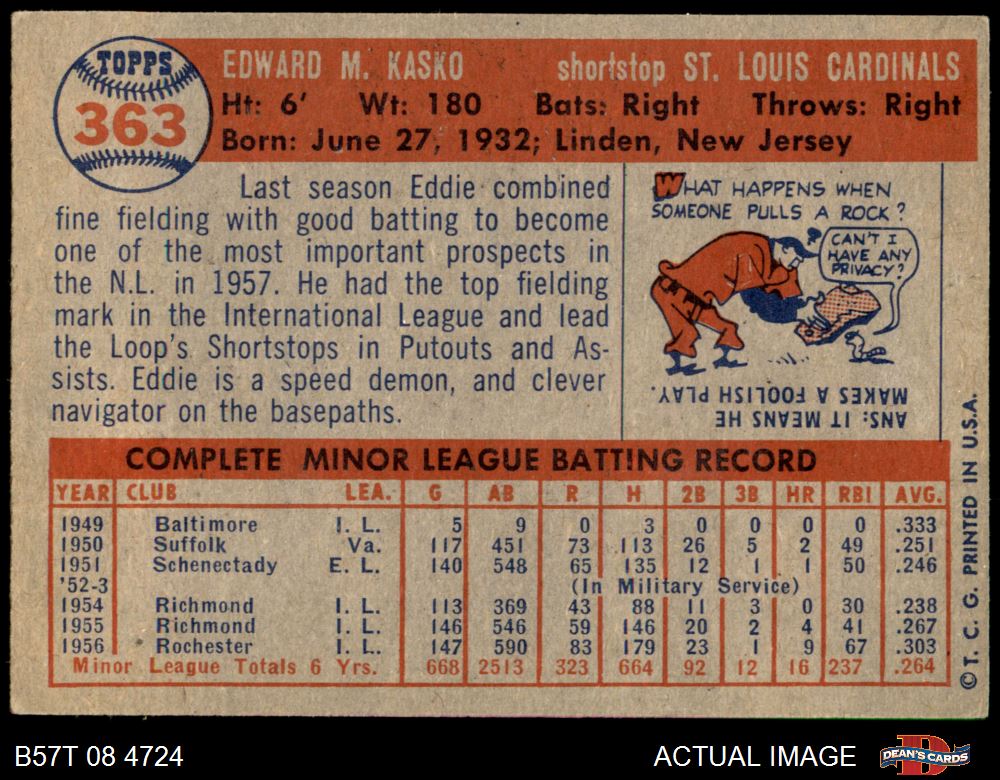 TOPPS
363
EDWARD M. KASKO shortstop ST. LOUIS CARDINALS
Ht: 6' Wt: 180 Bats: Right Throws: Right
Born: June 27, 1932; Linden, New Jersey
Last season Eddie combined
fine fielding with good batting to become
one of the most important prospects in
the N.L. in 1957. He had the top fielding
mark in the International League and lead
the Loop's Shortstops in Putouts and As-
sists. Eddie is a speed demon, and clever
navigator on the basepaths.
WHAT HAPPENS WHEN
SOMEONE PULLS A ROCK?
CAN'T I
HAVE ANY
PRIVACY?
ANS: IT MEANS HE
MAKES A FOOLISH PLAY.
COMPLETE MINOR LEAGUE BATTING RECORD
YEAR CLUB LEA. G AB R H 2B 3B HR RBI AVG.
1949 Baltimore I. L. 5 9 0 3 0 0 0 0 .333
1950 Suffolk Va. 117 451 73 113 26 5 2 49 .251
1951 Schenectady E. L. 140 548 65 135 12 1 1 50 .246
'52-3 (In Military Service)
1954 Richmond I. L. 113 369 43 88 11 3 0 30 .238
1955 Richmond I. L. 146 546 59 146 20 2 4 41 .267
1956 Rochester I. L. 147 590 83 179 23 1 9 67 .303
Minor League Totals 6 Yrs. 668 2513 323 664 92 12 16 237 .264
© T. C. G. PRINTED IN U.S.A.
B57T 08 4724 ACTUAL IMAGE
D
DEAN'S CARDS